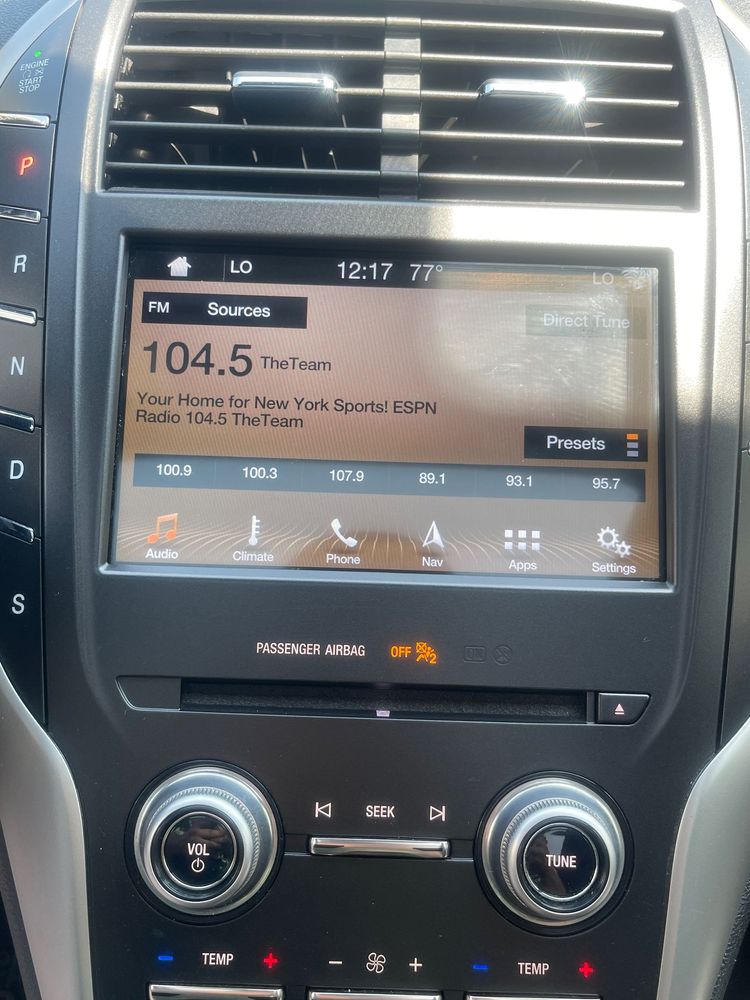 ENGINE
START
STOP
P
R
N
D
S
LO 12:17 77° LO
FM Sources
Direct Tune
104.5 TheTeam
Your Home for New York Sports! ESPN
Radio 104.5 TheTeam
Presets
100.9 100.3 107.9 89.1 93.1 95.7
Audio Climate Phone Nav Apps Settings
PASSENGER AIRBAG OFF 2 ON
SEEK
VOL
TUNE
- TEMP + - + - TEMP +